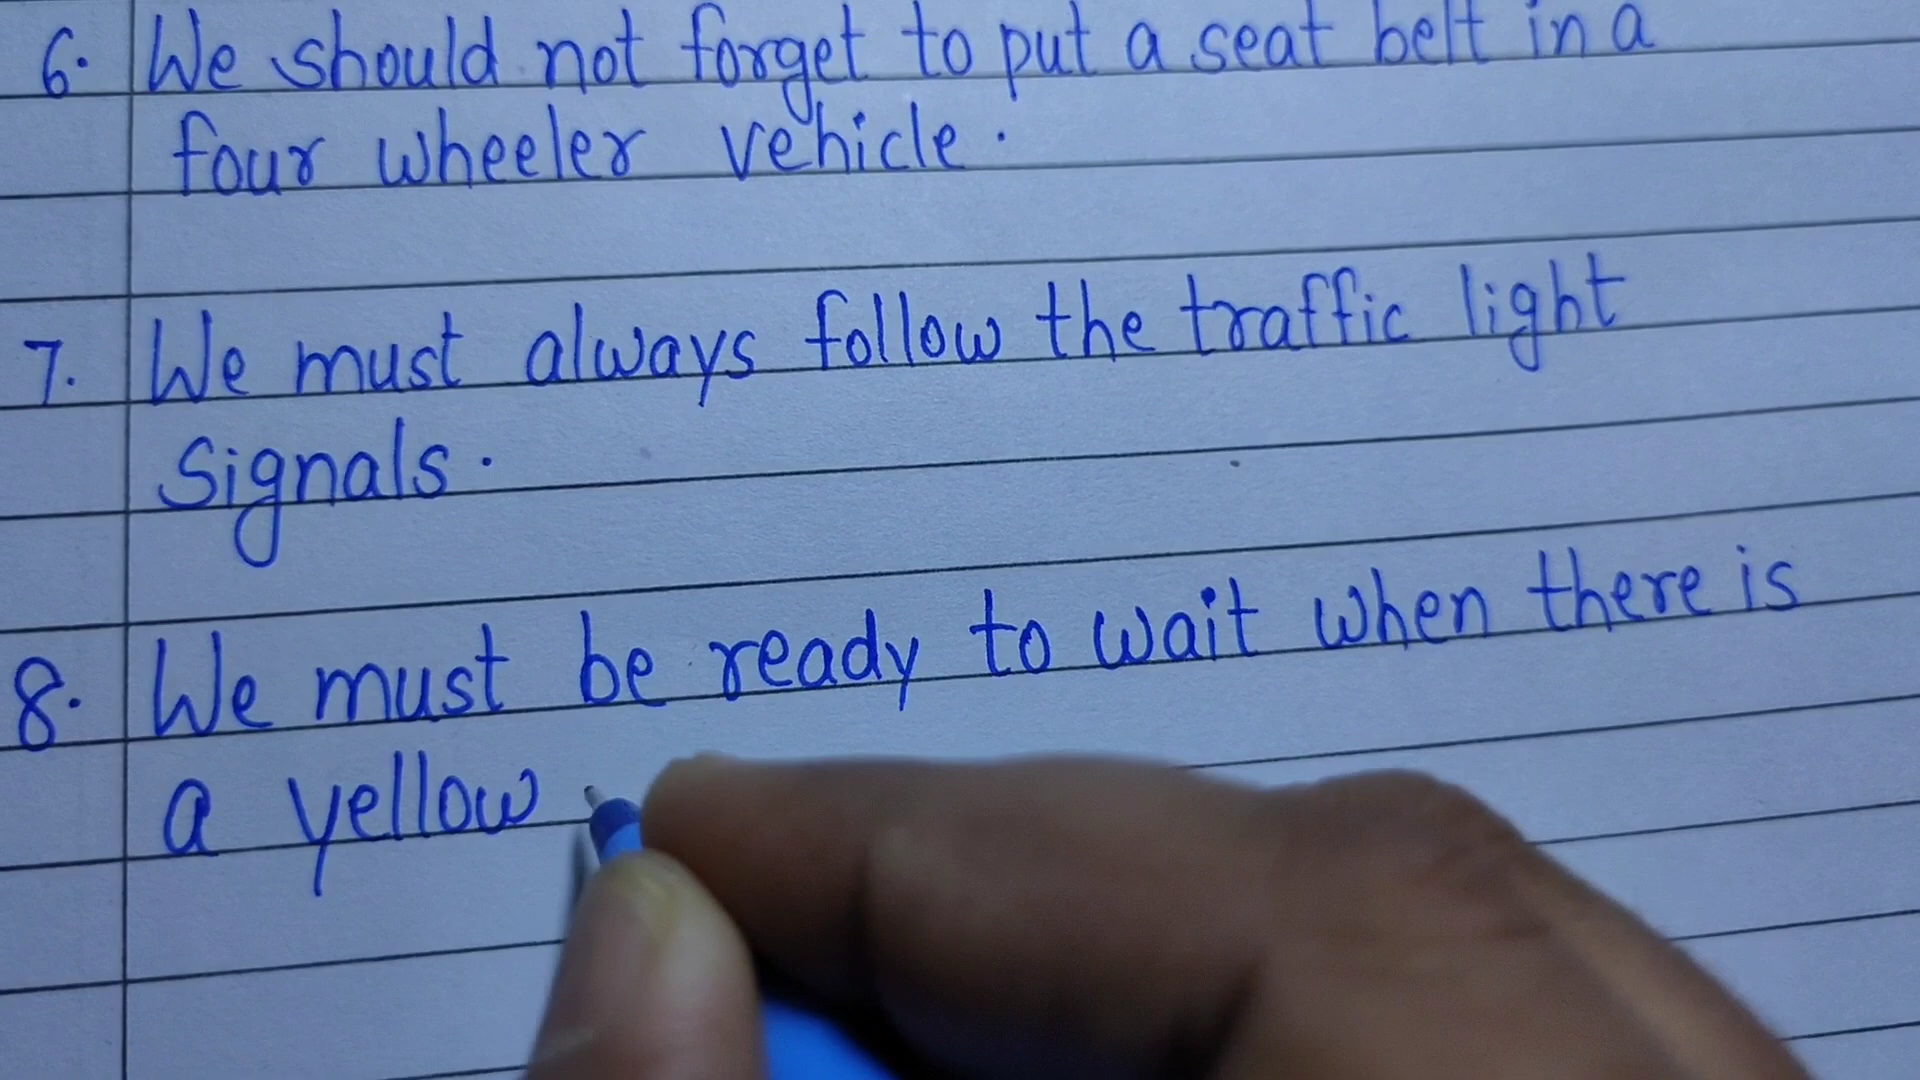 6. We should not forget to put a seat belt in a
four wheeler vehicle.
7. We must always follow the traffic light
signals.
8. We must be ready to wait when there is
a yellow